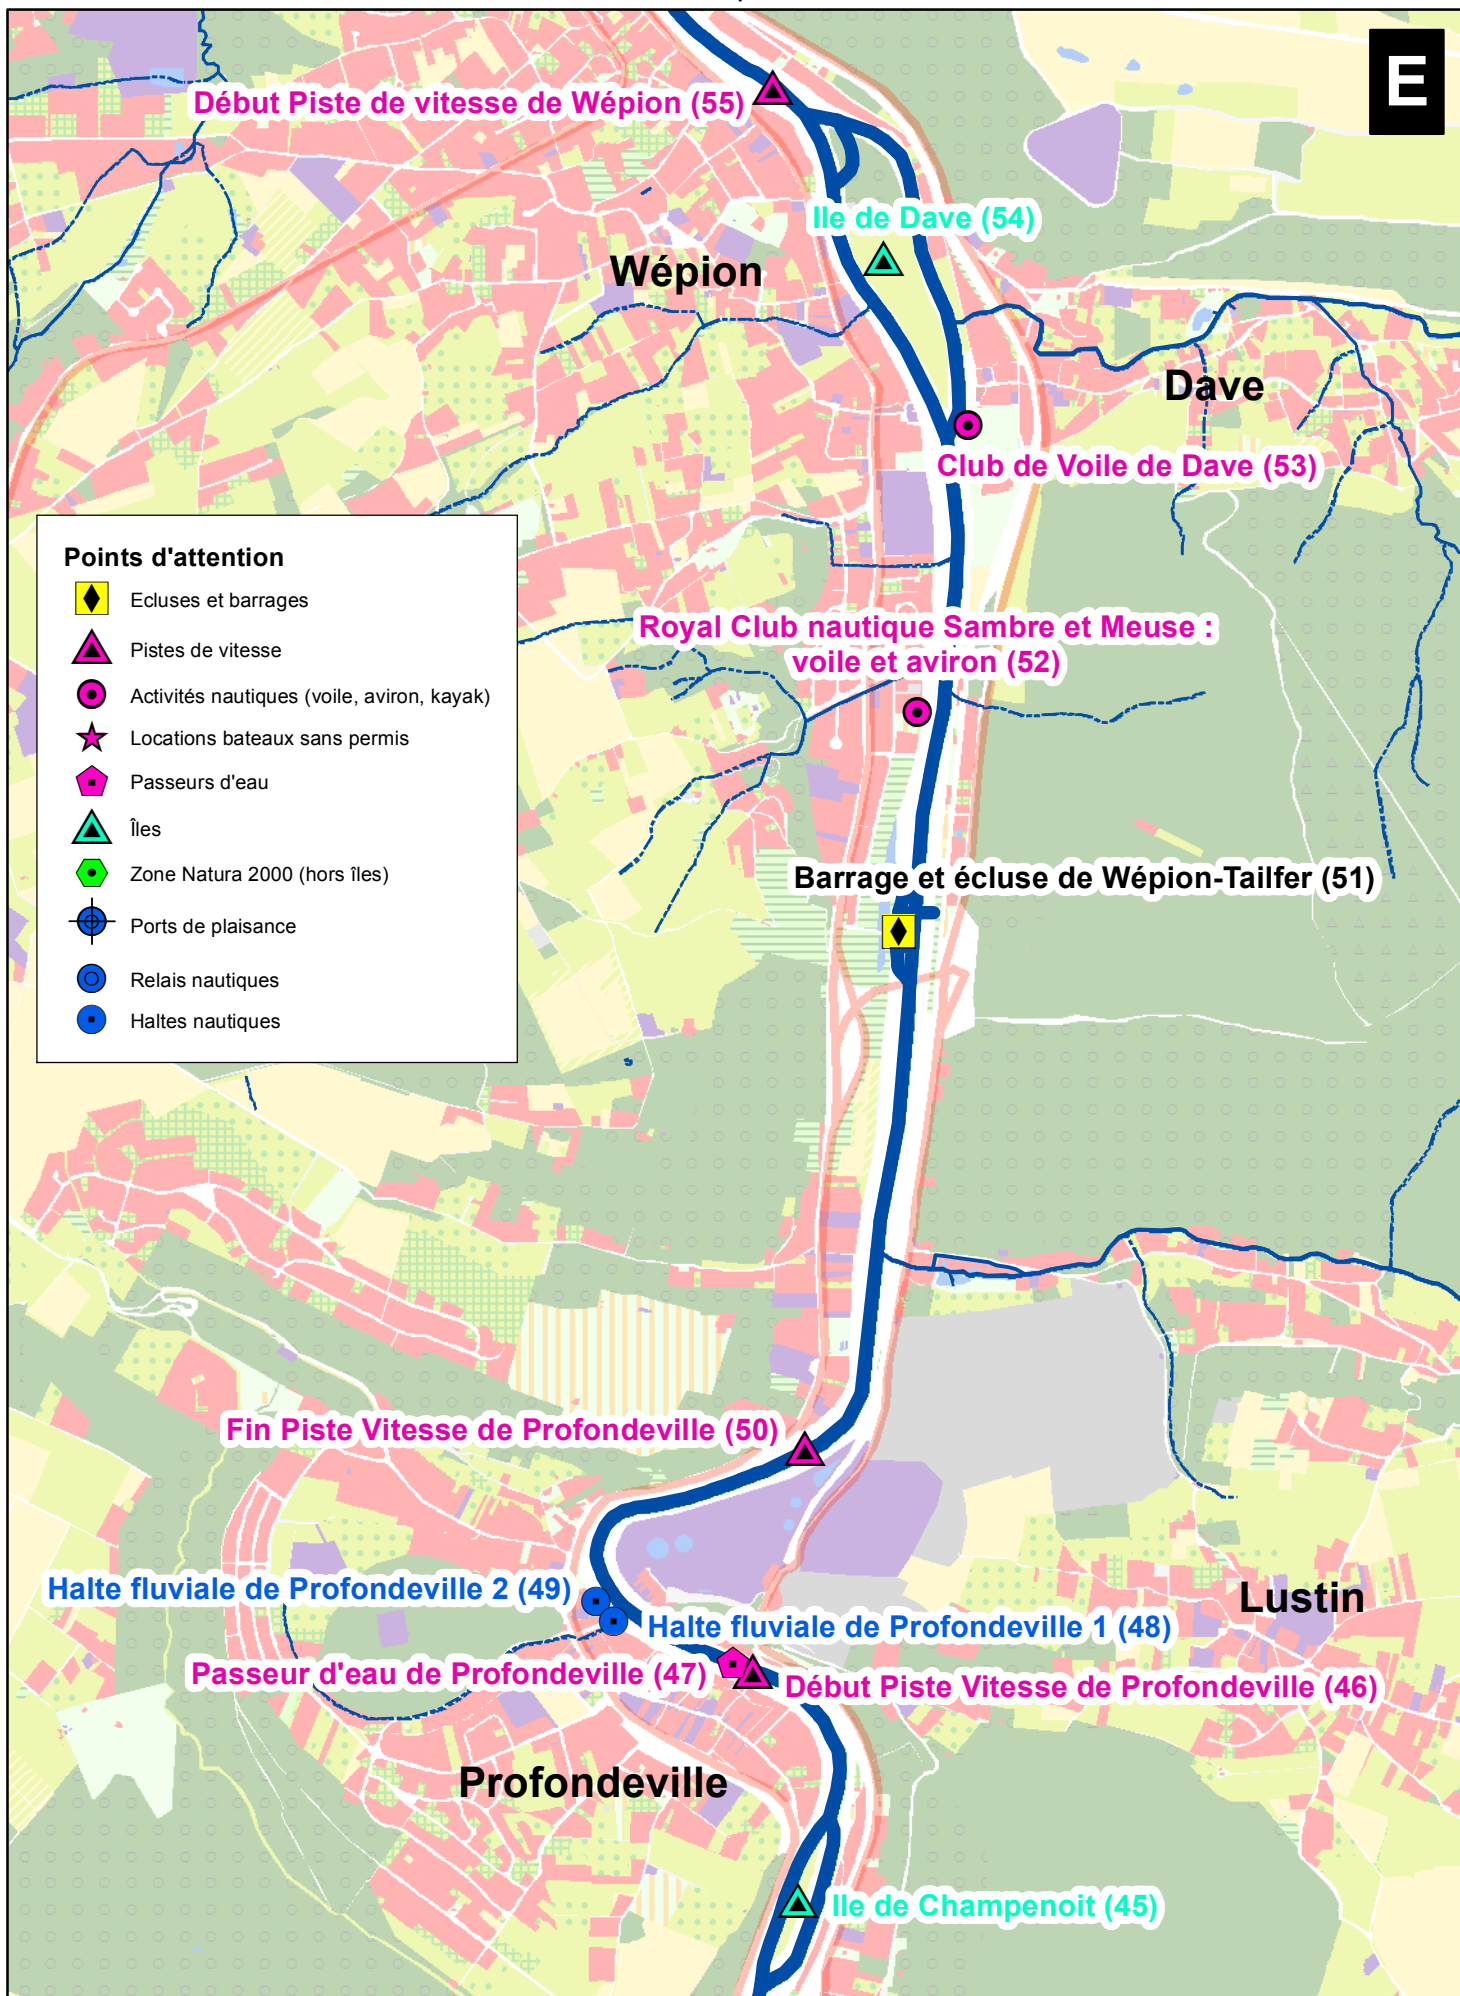 E
Début Piste de vitesse de Wépion (55)
Ile de Dave (54)
Wépion
Dave
Club de Voile de Dave (53)
Points d'attention
Ecluses et barrages
Pistes de vitesse
Activités nautiques (voile, aviron, kayak)
Locations bateaux sans permis
Passeurs d'eau
Îles
Zone Natura 2000 (hors îles)
Ports de plaisance
Relais nautiques
Haltes nautiques
Royal Club nautique Sambre et Meuse :
voile et aviron (52)
Barrage et écluse de Wépion-Tailfer (51)
Fin Piste Vitesse de Profondeville (50)
Halte fluviale de Profondeville 2 (49)
Lustin
Halte fluviale de Profondeville 1 (48)
Passeur d'eau de Profondeville (47)
Début Piste Vitesse de Profondeville (46)
Profondeville
Ile de Champenoit (45)